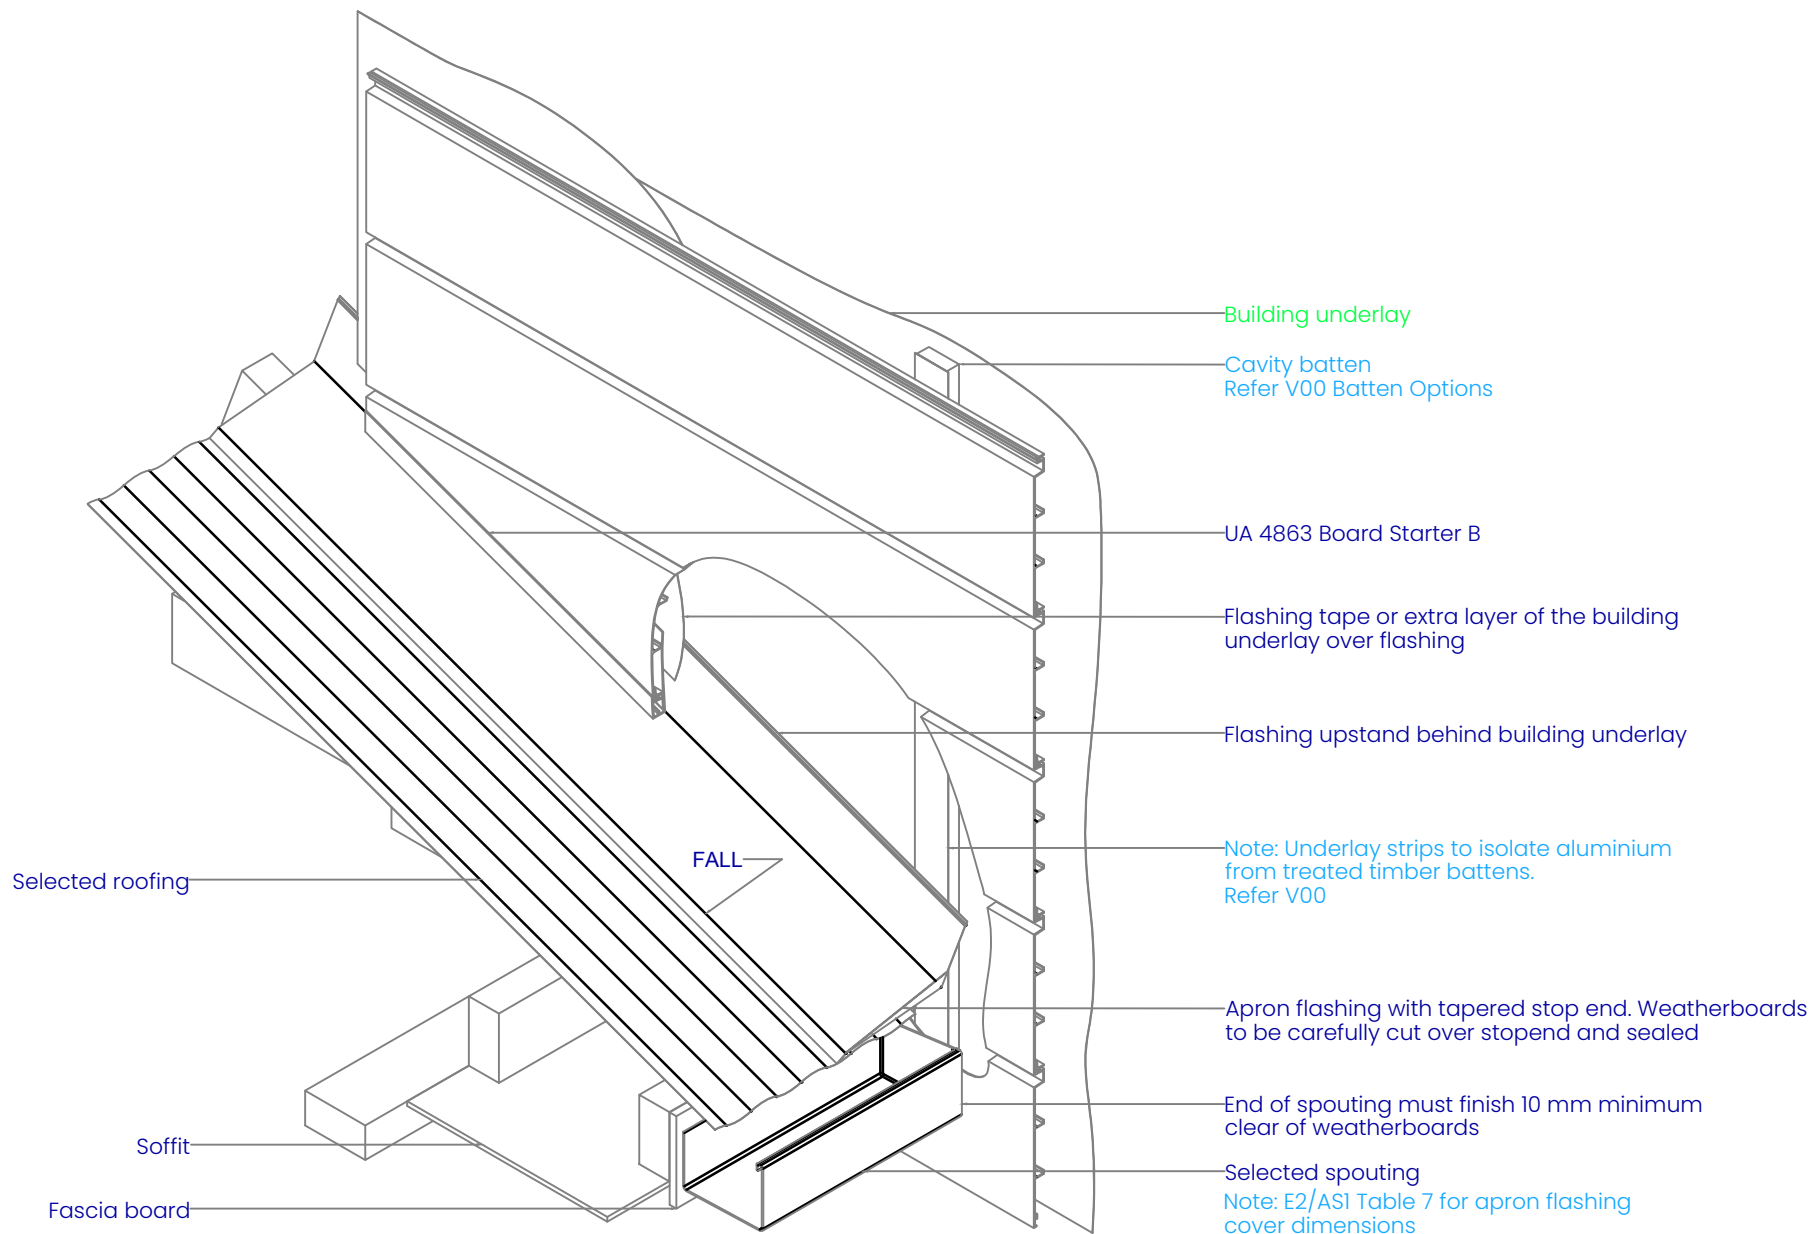 Building underlay
Cavity batten
Refer V00 Batten Options
UA 4863 Board Starter B
Flashing tape or extra layer of the building
underlay over flashing
Flashing upstand behind building underlay
Note: Underlay strips to isolate aluminium
from treated timber battens.
Refer V00
FALL
Selected roofing
Apron flashing with tapered stop end. Weatherboards
to be carefully cut over stopend and sealed
End of spouting must finish 10 mm minimum
clear of weatherboards
Soffit
Selected spouting
Note: E2/AS1 Table 7 for apron flashing
cover dimensions
Fascia board